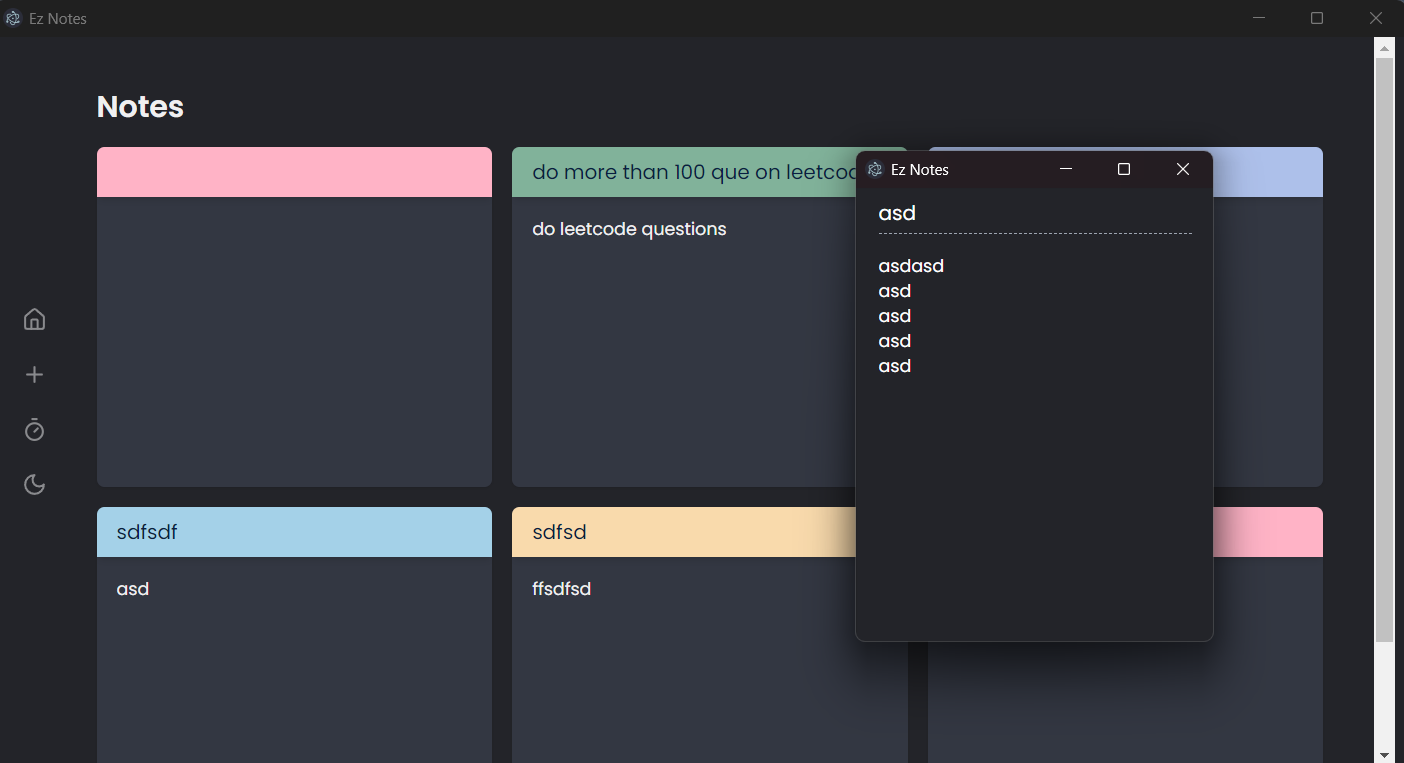 Ez Notes
Notes
do more than 100 que on leetcod
do leetcode questions
sdfsdf
asd
sdfsd
ffsdfsd
Ez Notes
asd
asdasd
asd
asd
asd
asd